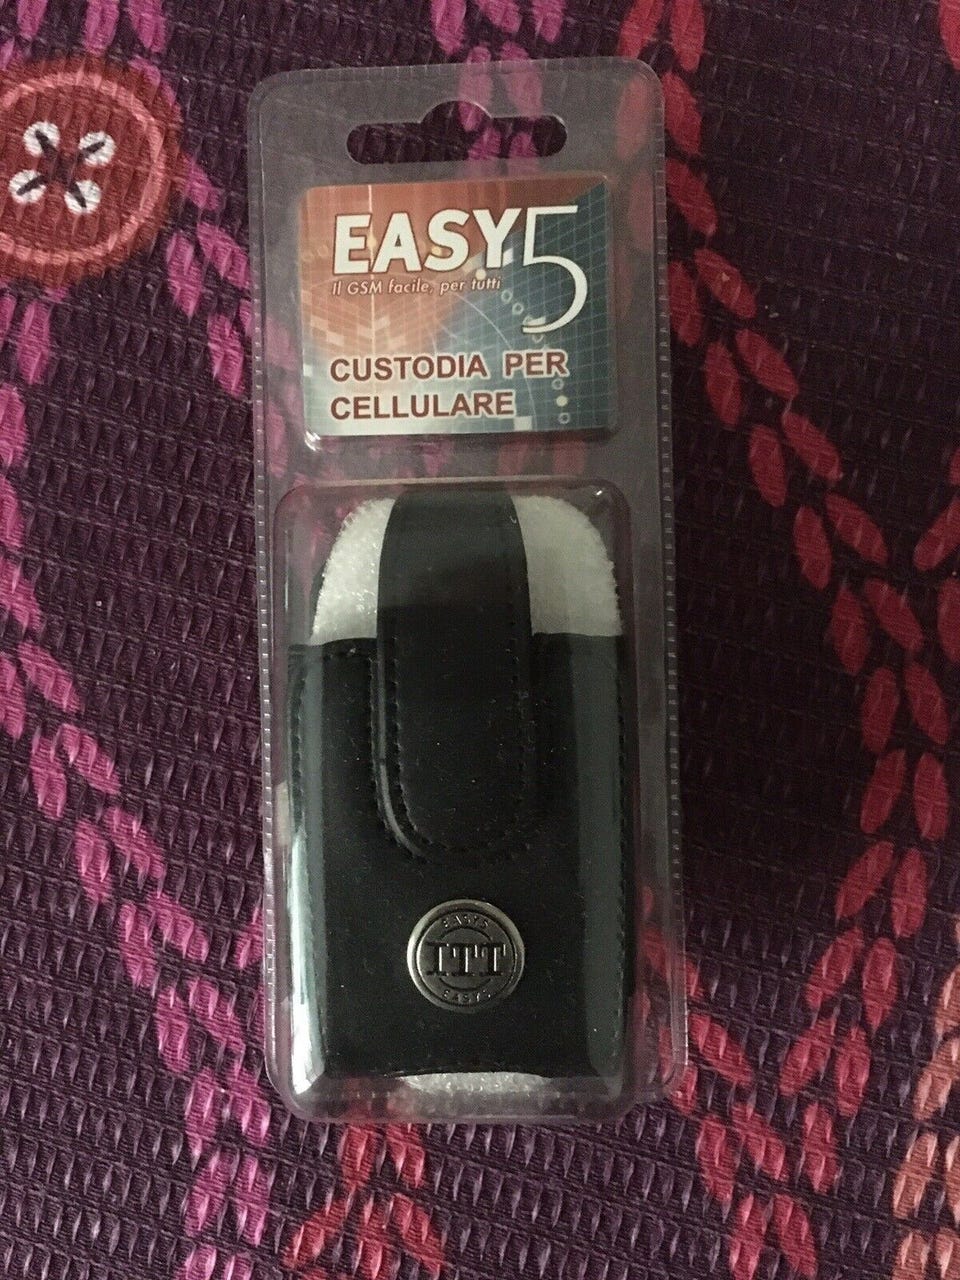 EASY5
Il GSM facile, per tutti
CUSTODIA PER
CELLULARE
EASY5
ITT
EASY5